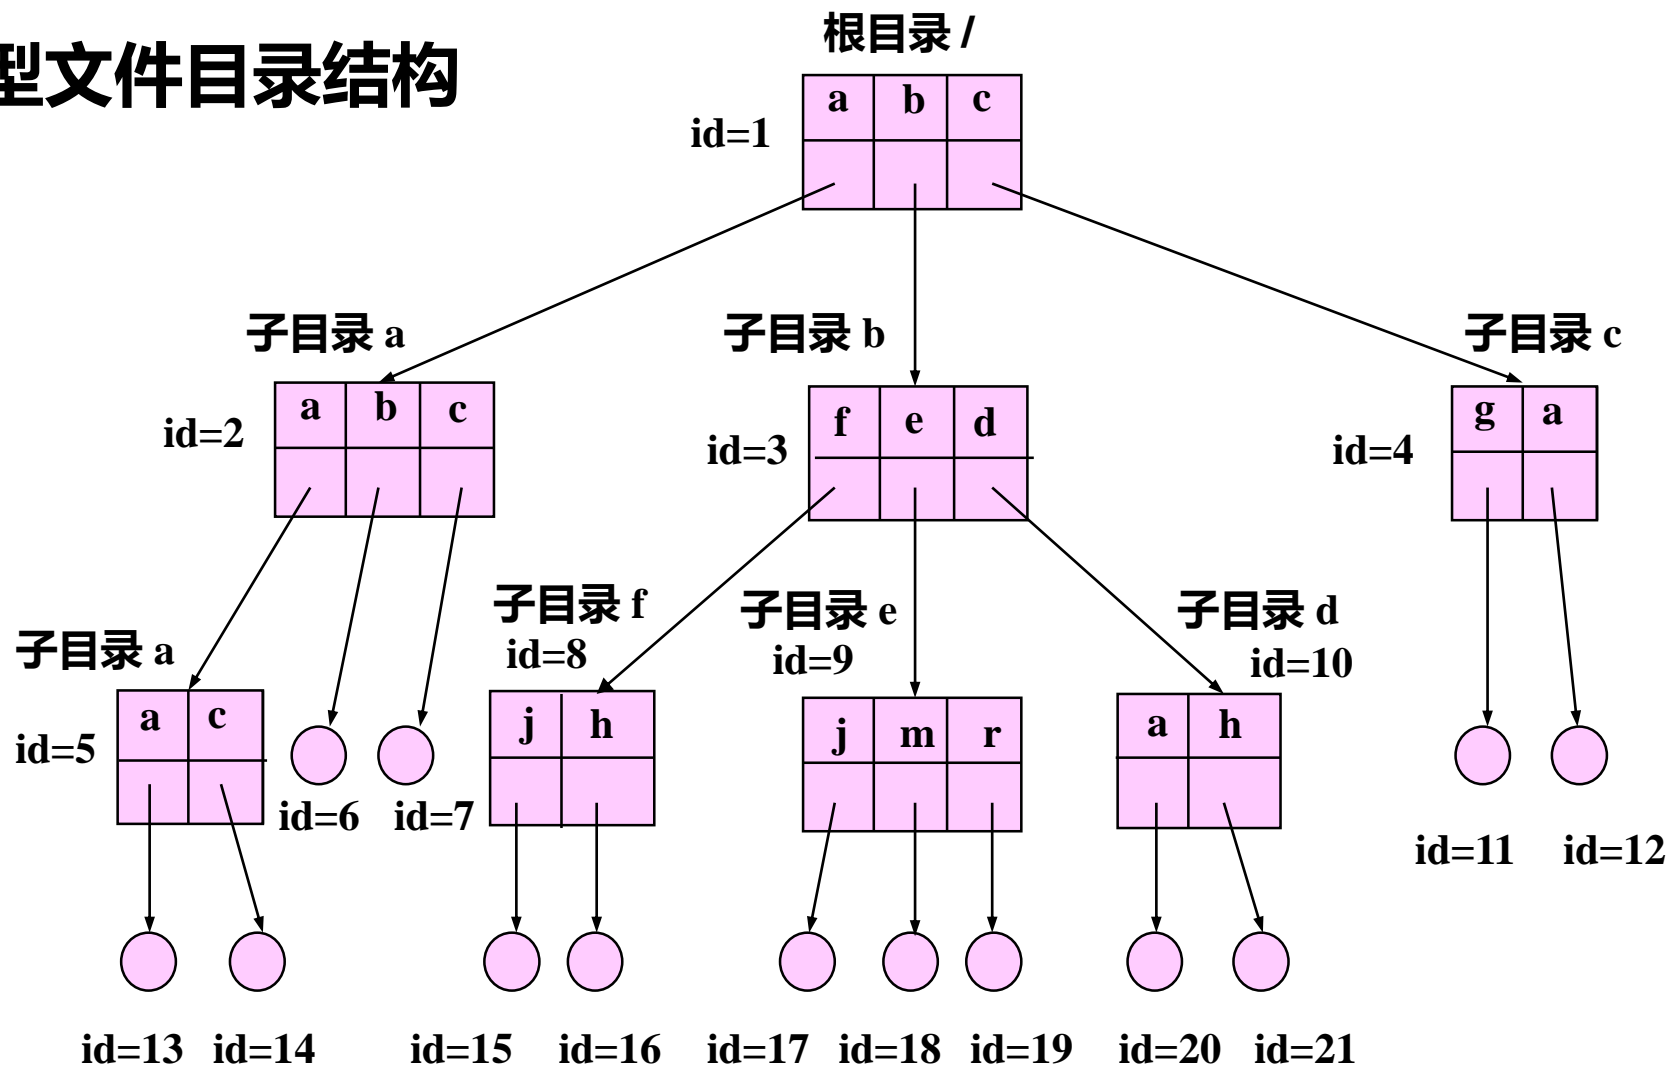 根目录 /
型文件目录结构
a b c
id=1
子目录 a
子目录 b
子目录 c
a b c
id=2
f e d
id=3
g a
id=4
子目录 f
id=8
子目录 e
id=9
子目录 d
id=10
子目录 a
a c
id=5
id=6
id=7
j h
j m r
a h
id=11
id=12
id=13
id=14
id=15
id=16
id=17
id=18
id=19
id=20
id=21